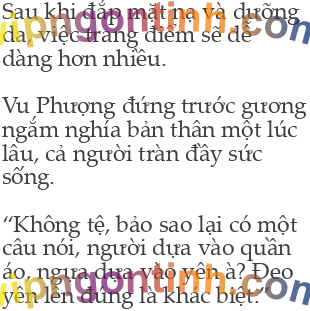 Sau khi đắp mặt nạ và dưỡng
da, việc trang điểm sẽ dễ
dàng hơn nhiều.
Vu Phượng đứng trước gương
ngắm nghía bản thân một lúc
lâu, cả người tràn đầy sức
sống.
“Không tệ, bảo sao lại có một
câu nói, người dựa vào quần
áo, ngựa dựa vào yên à? Đeo
yên lên đúng là khác biệt.”
vipngontinh.com
vipngontinh.com